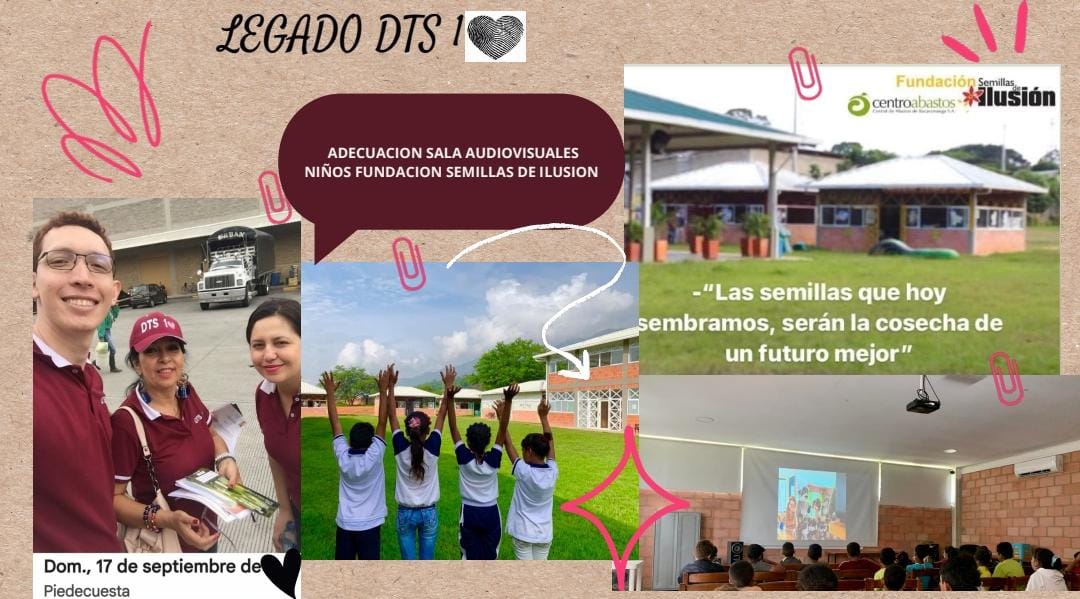 LEGADO DTS 1
ADECUACION SALA AUDIOVISUALES
NIÑOS FUNDACION SEMILLAS DE ILUSION
Fundación Semillas de Ilusión
centroabastos
-“Las semillas que hoy
sembramos, serán la cosecha de
un futuro mejor”
URBAN
DTS 1
Dom., 17 de septiembre de
Piedecuesta